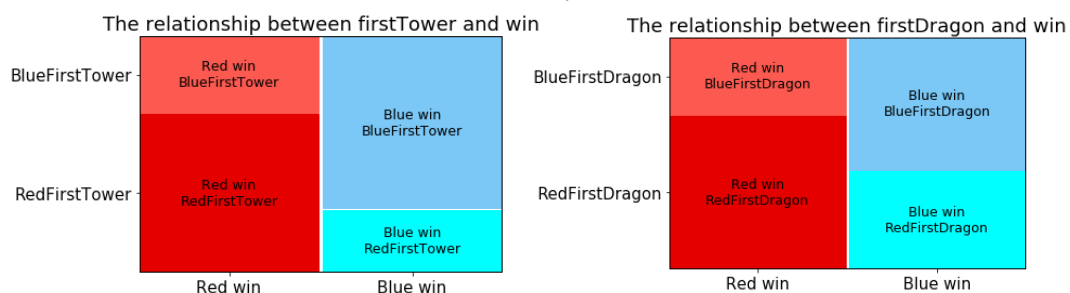 The relationship between firstTower and win
BlueFirstTower
RedFirstTower
Red win
BlueFirstTower
Red win
RedFirstTower
Blue win
BlueFirstTower
Blue win
RedFirstTower
Red win
Blue win
The relationship between firstDragon and win
BlueFirstDragon
RedFirstDragon
Red win
BlueFirstDragon
Red win
RedFirstDragon
Blue win
BlueFirstDragon
Blue win
RedFirstDragon
Red win
Blue win